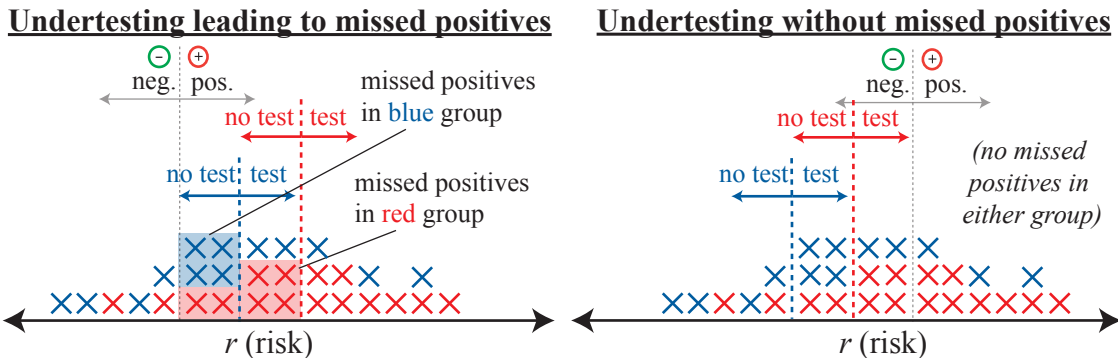 Undertesting leading to missed positives
− +
neg. pos.
missed positives
in blue group
no test test
no test test
missed positives
in red group
r (risk)
Undertesting without missed positives
− +
neg. pos.
no test test
no test test
(no missed
positives in
either group)
r (risk)